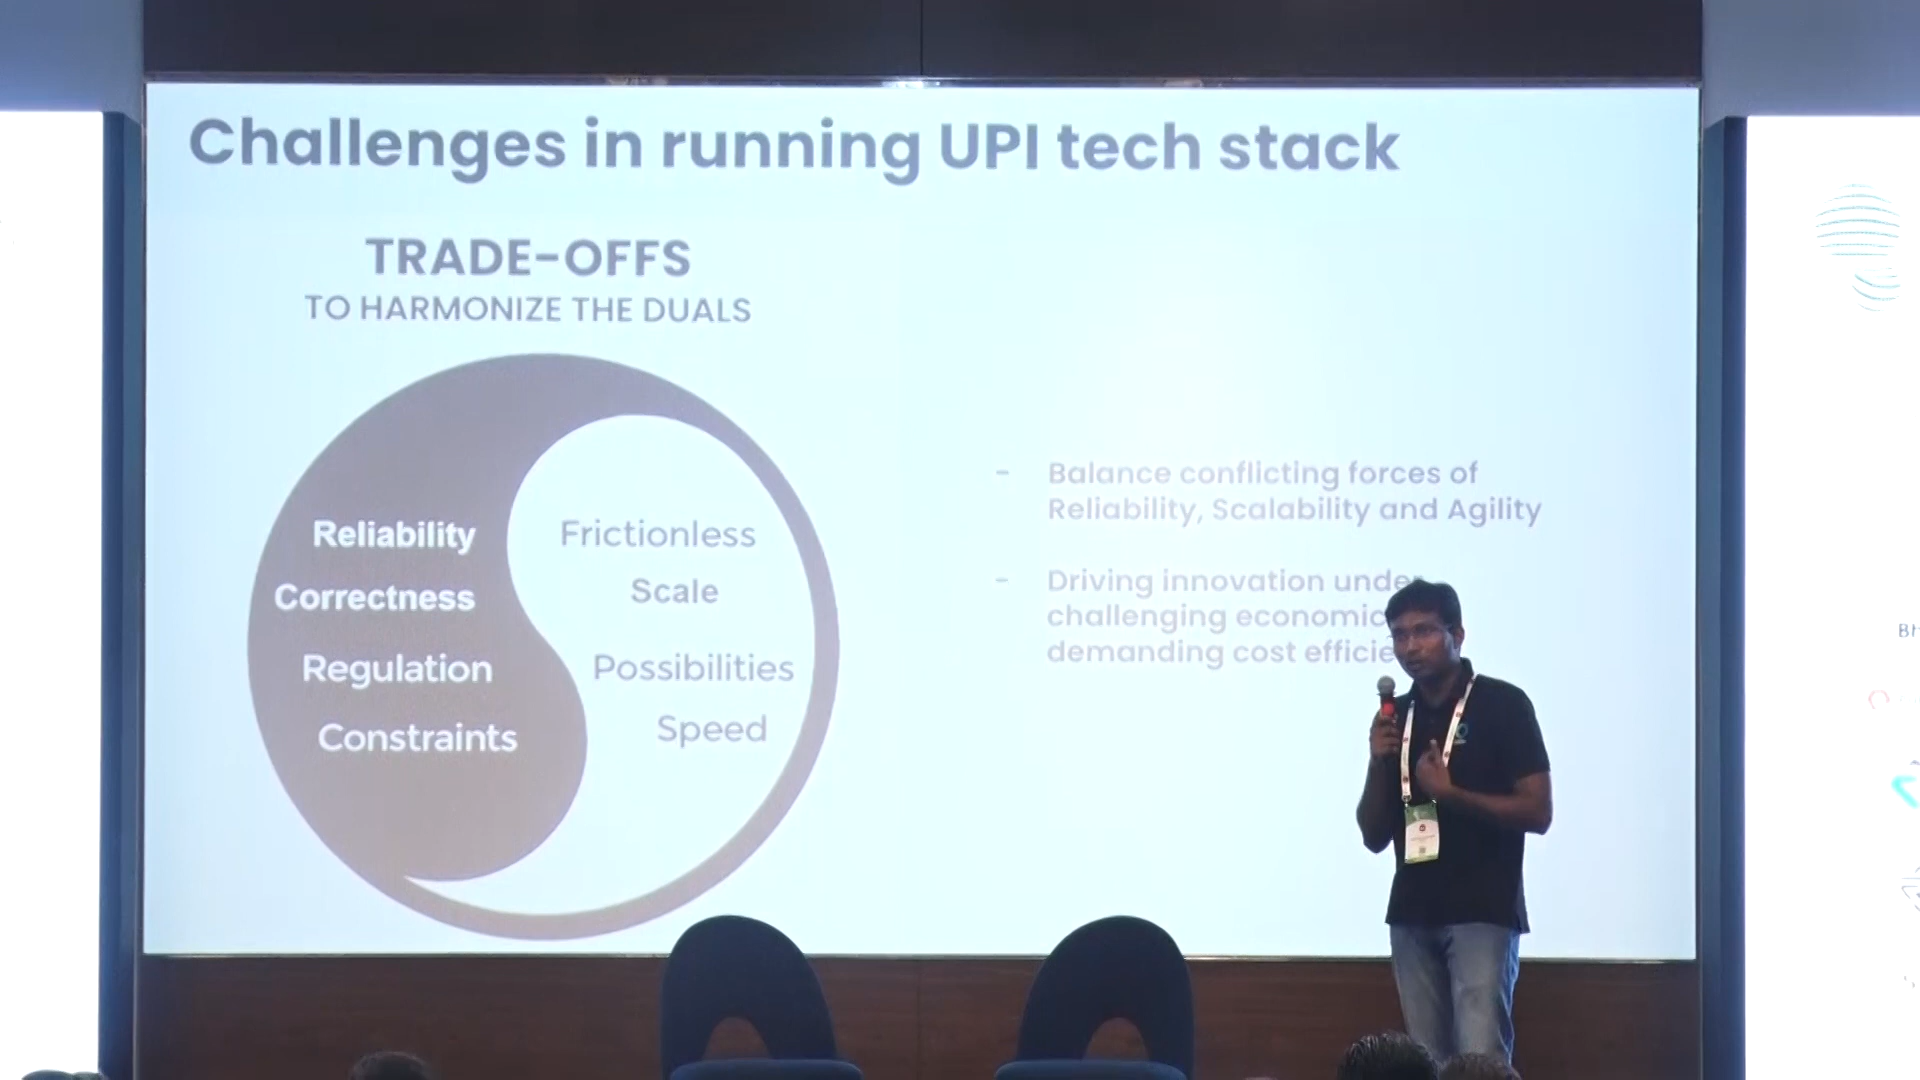 Challenges in running UPI tech stack
TRADE-OFFS
TO HARMONIZE THE DUALS
Reliability
Correctness
Regulation
Constraints
Frictionless
Scale
Possibilities
Speed
- Balance conflicting forces of
Reliability, Scalability and Agility
- Driving innovation
challenging economic
demanding cost